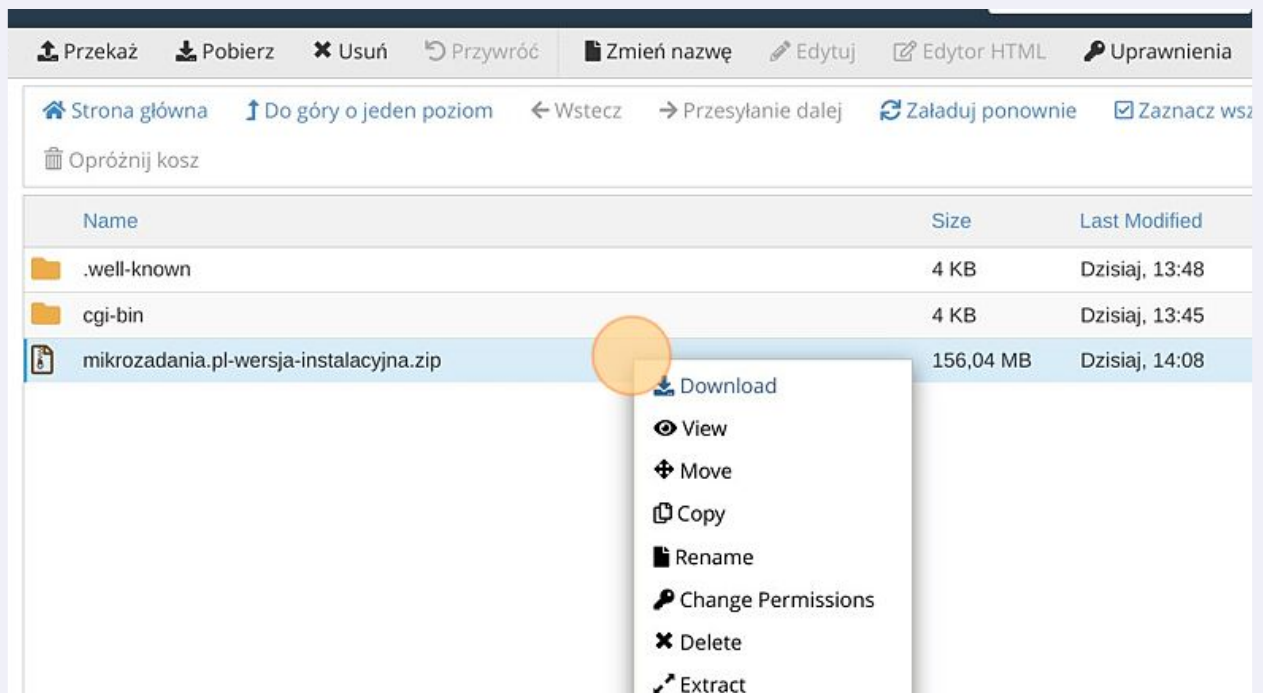 Przekaż Pobierz Usuń Przywróć Zmień nazwę Edytuj Edytor HTML Uprawnienia
Strona główna Do góry o jeden poziom Wstecz Przesyłanie dalej Załaduj ponownie Zaznacz wsz
Opróżnij kosz
Name Size Last Modified
.well-known 4 KB Dzisiaj, 13:48
cgi-bin 4 KB Dzisiaj, 13:45
mikrozadania.pl-wersja-instalacyjna.zip 156,04 MB Dzisiaj, 14:08
Download
View
Move
Copy
Rename
Change Permissions
Delete
Extract